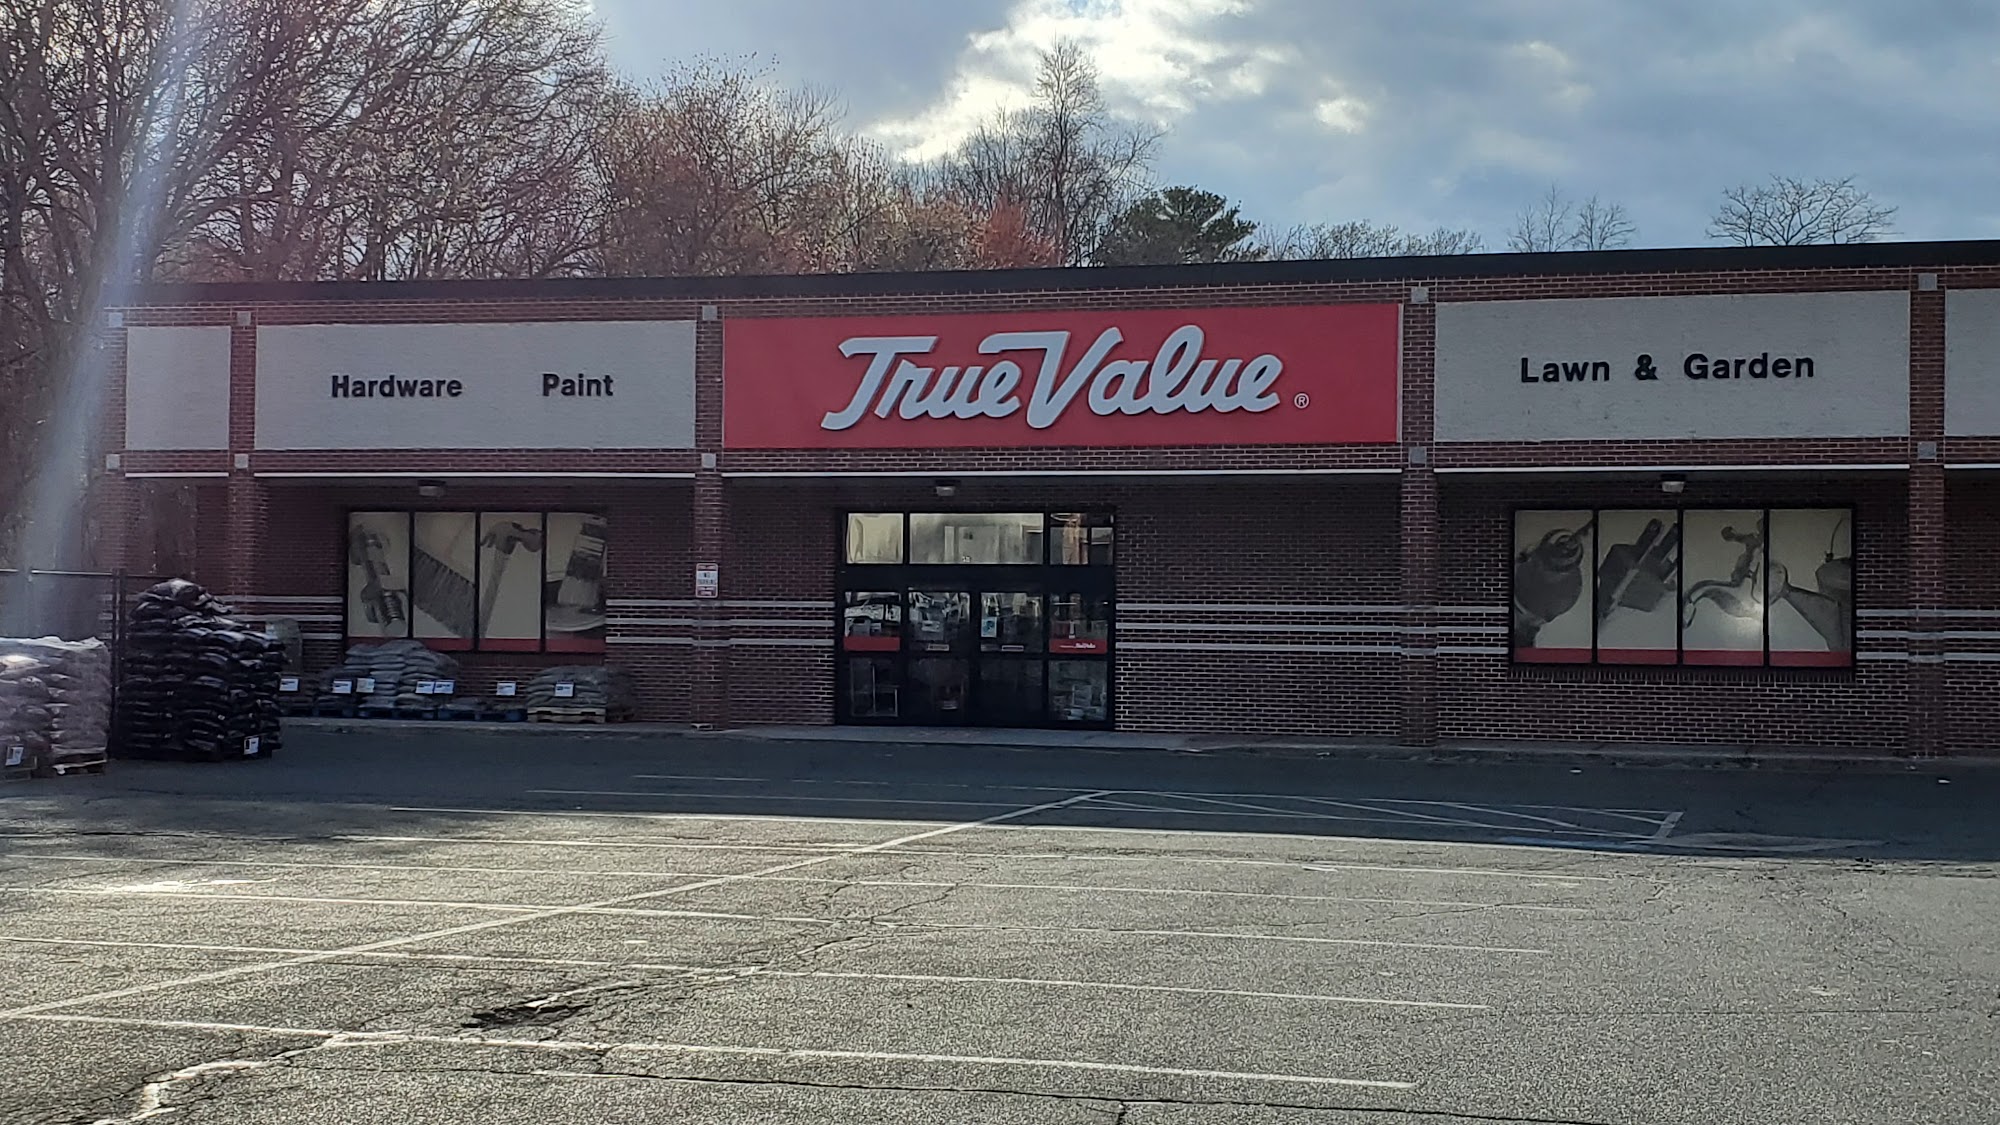 Hardware Paint
True Value ®
Lawn & Garden